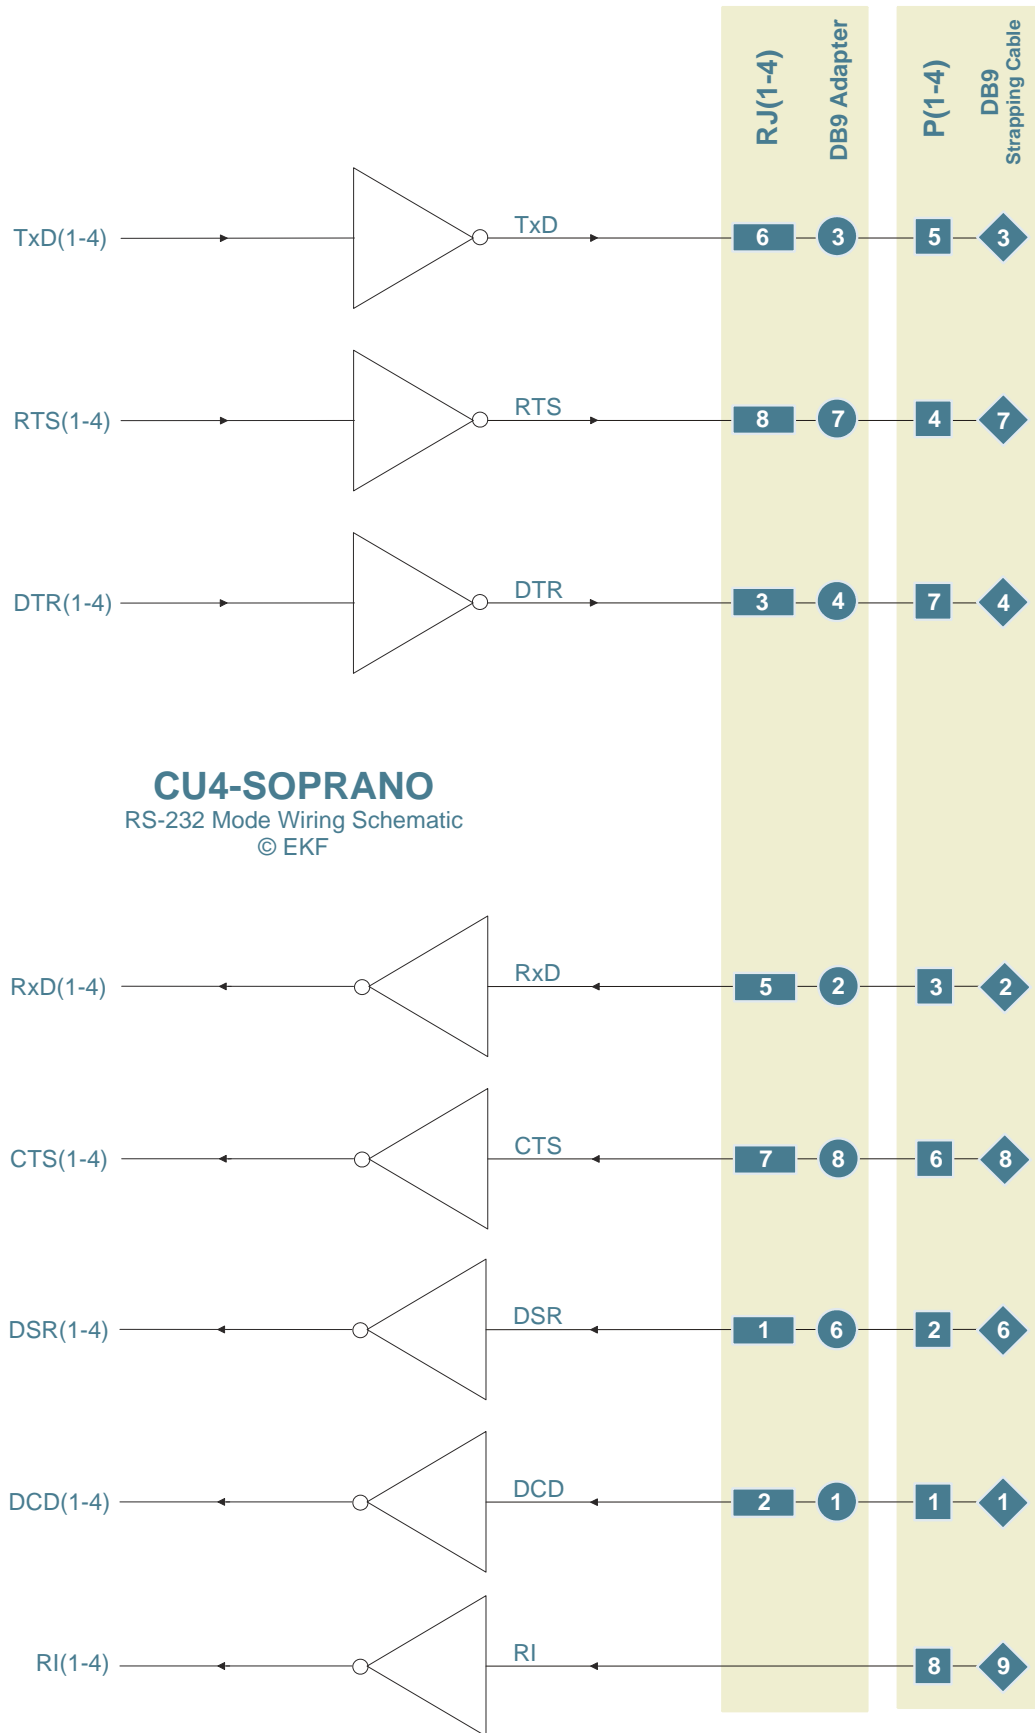 RJ(1-4)
DB9 Adapter
P(1-4)
DB9
Strapping Cable
TxD(1-4) TxD 6 3 5 3
RTS(1-4) RTS 8 7 4 7
DTR(1-4) DTR 3 4 7 4
CU4-SOPRANO
RS-232 Mode Wiring Schematic
© EKF
RxD(1-4) RxD 5 2 3 2
CTS(1-4) CTS 7 8 6 8
DSR(1-4) DSR 1 6 2 6
DCD(1-4) DCD 2 1 1 1
RI(1-4) RI 8 9